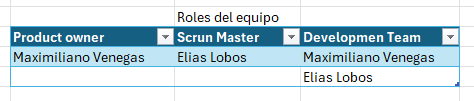 Roles del equipo
Product owner Scrun Master Developmen Team
Maximiliano Venegas Elias Lobos Maximiliano Venegas
Elias Lobos